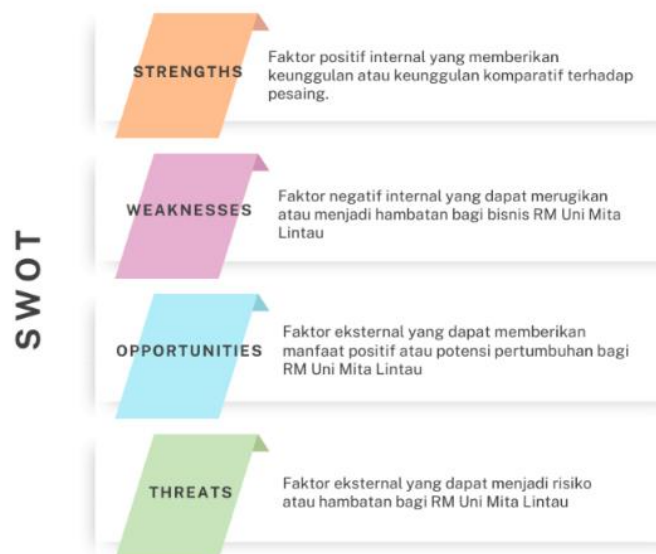 SWOT
STRENGTHS
Faktor positif internal yang memberikan
keunggulan atau keunggulan komparatif terhadap
pesaing.
WEAKNESSES
Faktor negatif internal yang dapat merugikan
atau menjadi hambatan bagi bisnis RM Uni Mita
Lintau
OPPORTUNITIES
Faktor eksternal yang dapat memberikan
manfaat positif atau potensi pertumbuhan bagi
RM Uni Mita Lintau
THREATS
Faktor eksternal yang dapat menjadi risiko
atau hambatan bagi RM Uni Mita Lintau